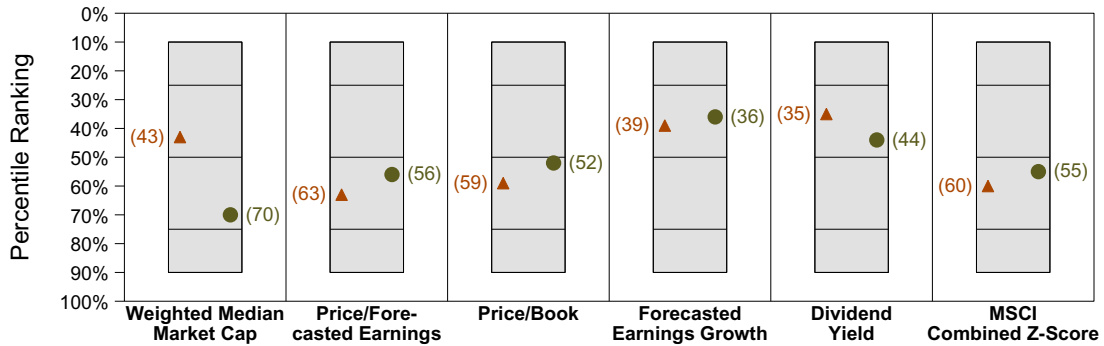 Percentile Ranking
0%
10%
20%
30%
40%
50%
60%
70%
80%
90%
100%
(43)
(70)
(63)
(56)
(59)
(52)
(39)
(36)
(35)
(44)
(60)
(55)
Weighted Median
Market Cap
Price/Fore-
casted Earnings
Price/Book
Forecasted
Earnings Growth
Dividend
Yield
MSCI
Combined Z-Score